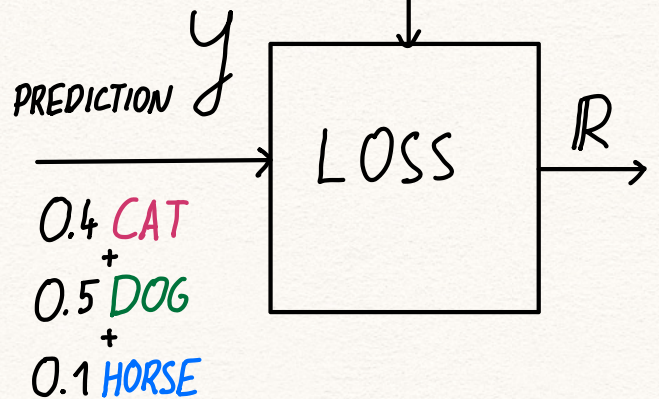 y
PREDICTION
LOSS
ℝ
0.4 CAT
+
0.5 DOG
+
0.1 HORSE